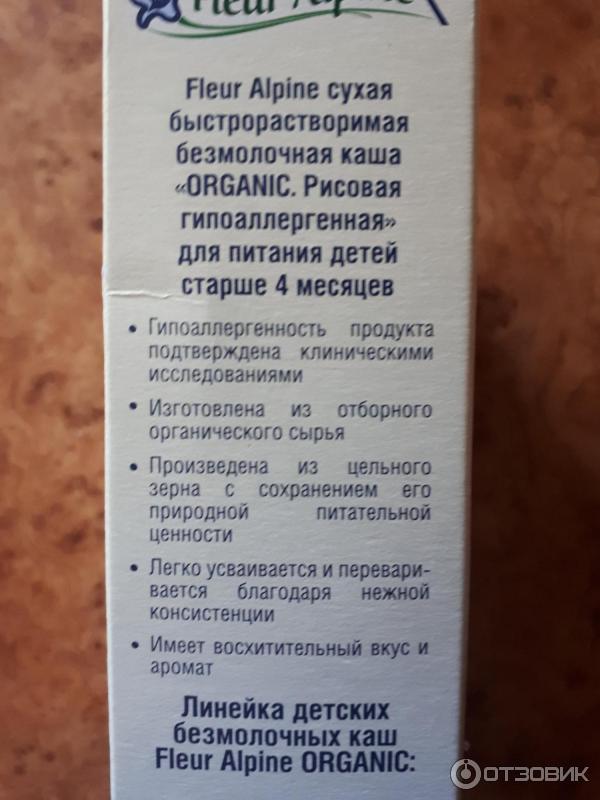 Fleur Alpine
Fleur Alpine сухая
быстрорастворимая
безмолочная каша
«ORGANIC. Рисовая
гипоаллергенная»
для питания детей
старше 4 месяцев
• Гипоаллергенность продукта
подтверждена клиническими
исследованиями
• Изготовлена из отборного
органического сырья
• Произведена из цельного
зерна с сохранением его
природной питательной
ценности
• Легко усваивается и перевари-
вается благодаря нежной
консистенции
• Имеет восхитительный вкус и
аромат
Линейка детских
безмолочных каш
Fleur Alpine ORGANIC:
ОТЗОВИК